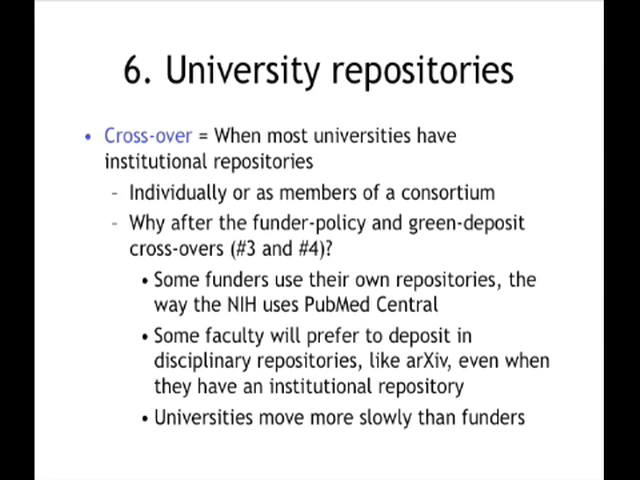 6. University repositories
• Cross-over = When most universities have
institutional repositories
- Individually or as members of a consortium
- Why after the funder-policy and green-deposit
cross-overs (#3 and #4)?
• Some funders use their own repositories, the
way the NIH uses PubMed Central
• Some faculty will prefer to deposit in
disciplinary repositories, like arXiv, even when
they have an institutional repository
• Universities move more slowly than funders